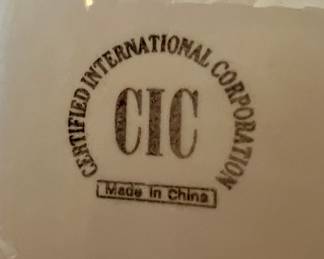 CERTIFIED INTERNATIONAL CORPORATION
CIC
Made in China